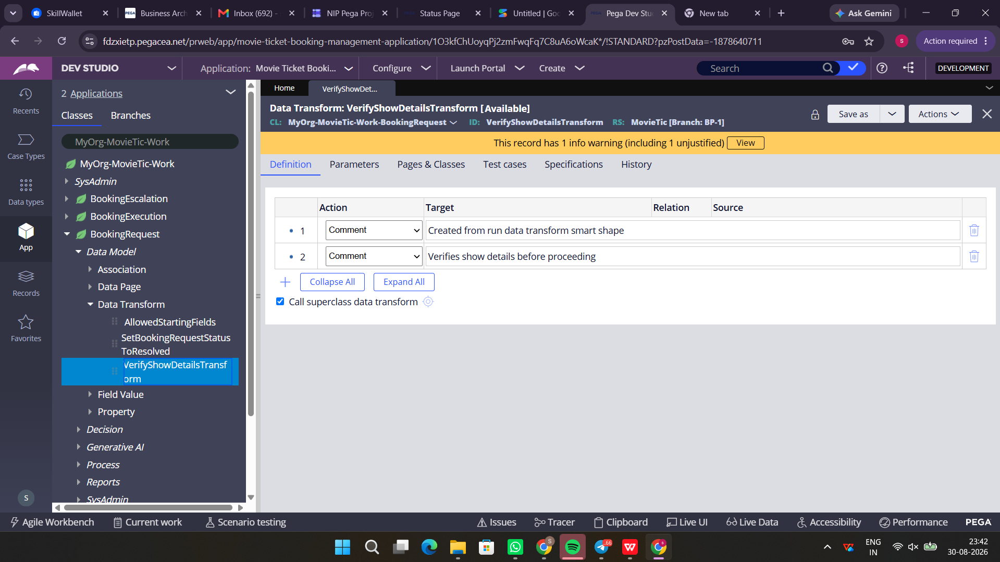 SkillWallet
Business Arch
Inbox (692) -
NIP Pega Proj
Status Page
Untitled | Goo
Pega Dev Stu
New tab
Ask Gemini
fdzxietp.pegacea.net/prweb/app/movie-ticket-booking-management-application/1O3kfChUoyqPj2zmFwqFq7C8uA6oWcaK*/!STANDARD?pzPostData=-1878640711
Action required
DEV STUDIO
Application: Movie Ticket Booki...
Configure
Launch Portal
Create
Search
DEVELOPMENT
Recents
Case Types
Data types
App
Records
Favorites
S
2 Applications
Classes
Branches
MyOrg-MovieTic-Work
MyOrg-MovieTic-Work
SysAdmin
BookingEscalation
BookingExecution
BookingRequest
Data Model
Association
Data Page
Data Transform
AllowedStartingFields
SetBookingRequestStatus
ToResolved
VerifyShowDetailsTransf
orm
Field Value
Property
Decision
Generative AI
Process
Reports
SysAdmin
Home
VerifyShowDet...
Data Transform: VerifyShowDetailsTransform [Available]
CL: MyOrg-MovieTic-Work-BookingRequest ID: VerifyShowDetailsTransform RS: MovieTic [Branch: BP-1]
Save as
Actions
This record has 1 info warning (including 1 unjustified) View
Definition
Parameters
Pages & Classes
Test cases
Specifications
History
Action Target Relation Source
1 Comment Created from run data transform smart shape
2 Comment Verifies show details before proceeding
Collapse All
Expand All
Call superclass data transform
Agile Workbench
Current work
Scenario testing
Issues
Tracer
Clipboard
Live UI
Live Data
Accessibility
Performance
PEGA
66
ENG
IN
23:42
30-08-2026